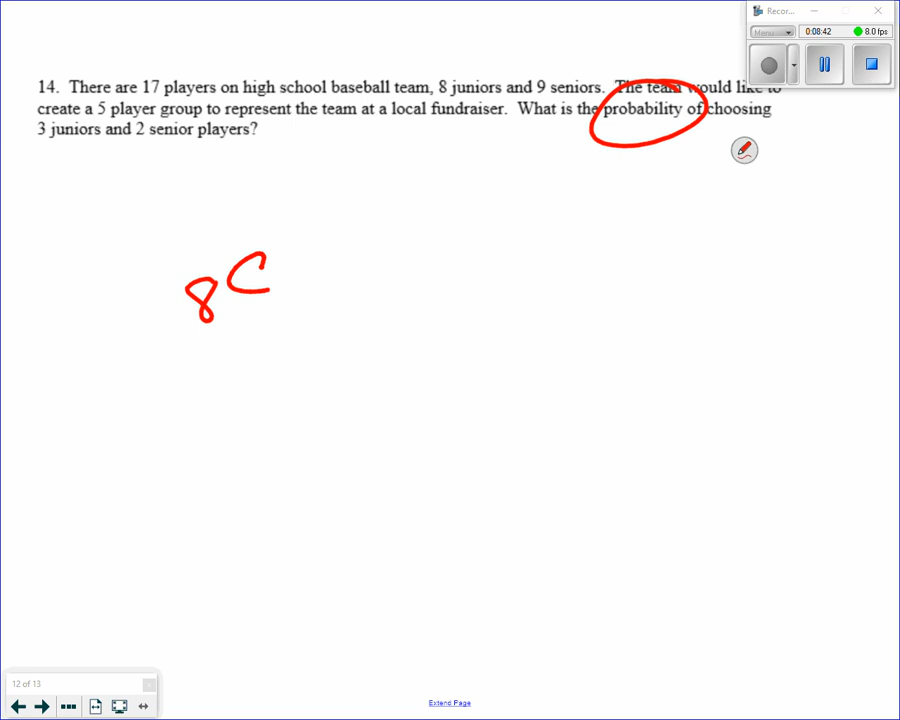 Recor...
Menu
0:08:42
8.0 fps
14. There are 17 players on high school baseball team, 8 juniors and 9 seniors. The team would like to
create a 5 player group to represent the team at a local fundraiser. What is the probability of choosing
3 juniors and 2 senior players?
8C
12 of 13
Extend Page